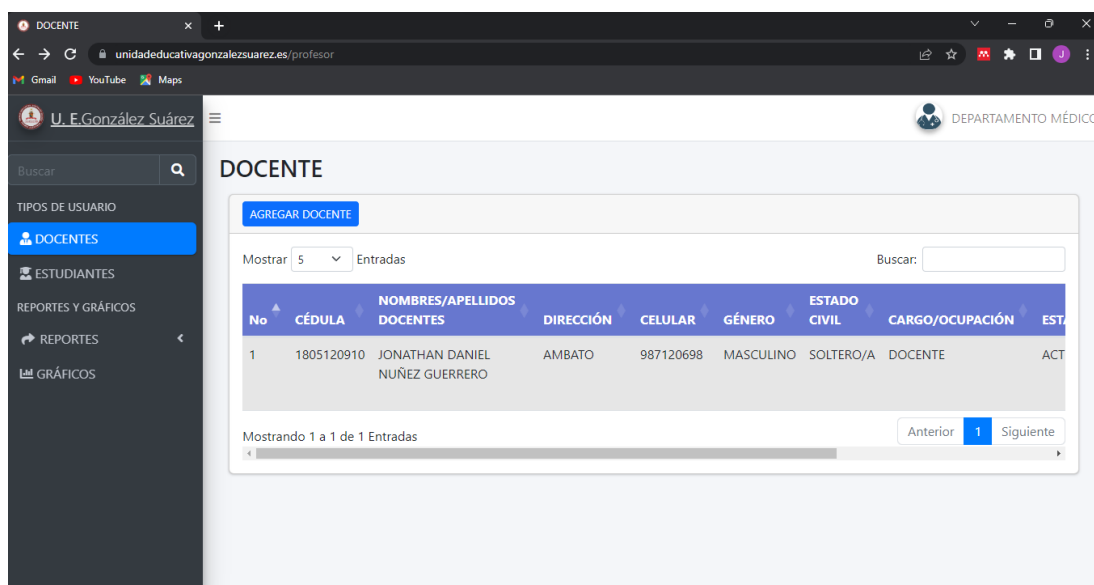 DOCENTE
unidadeducativagonzalezsuarez.es/profesor
Gmail YouTube Maps
U. E.González Suárez
DEPARTAMENTO MÉDICO
Buscar
DOCENTE
TIPOS DE USUARIO
AGREGAR DOCENTE
DOCENTES
Mostrar 5 Entradas
Buscar:
ESTUDIANTES
REPORTES Y GRÁFICOS
REPORTES
GRÁFICOS
No CÉDULA NOMBRES/APELLIDOS DOCENTES DIRECCIÓN CELULAR GÉNERO ESTADO CIVIL CARGO/OCUPACIÓN EST
1 1805120910 JONATHAN DANIEL AMBATO 987120698 MASCULINO SOLTERO/A DOCENTE ACT
NUÑEZ GUERRERO
Mostrando 1 a 1 de 1 Entradas
Anterior 1 Siguiente